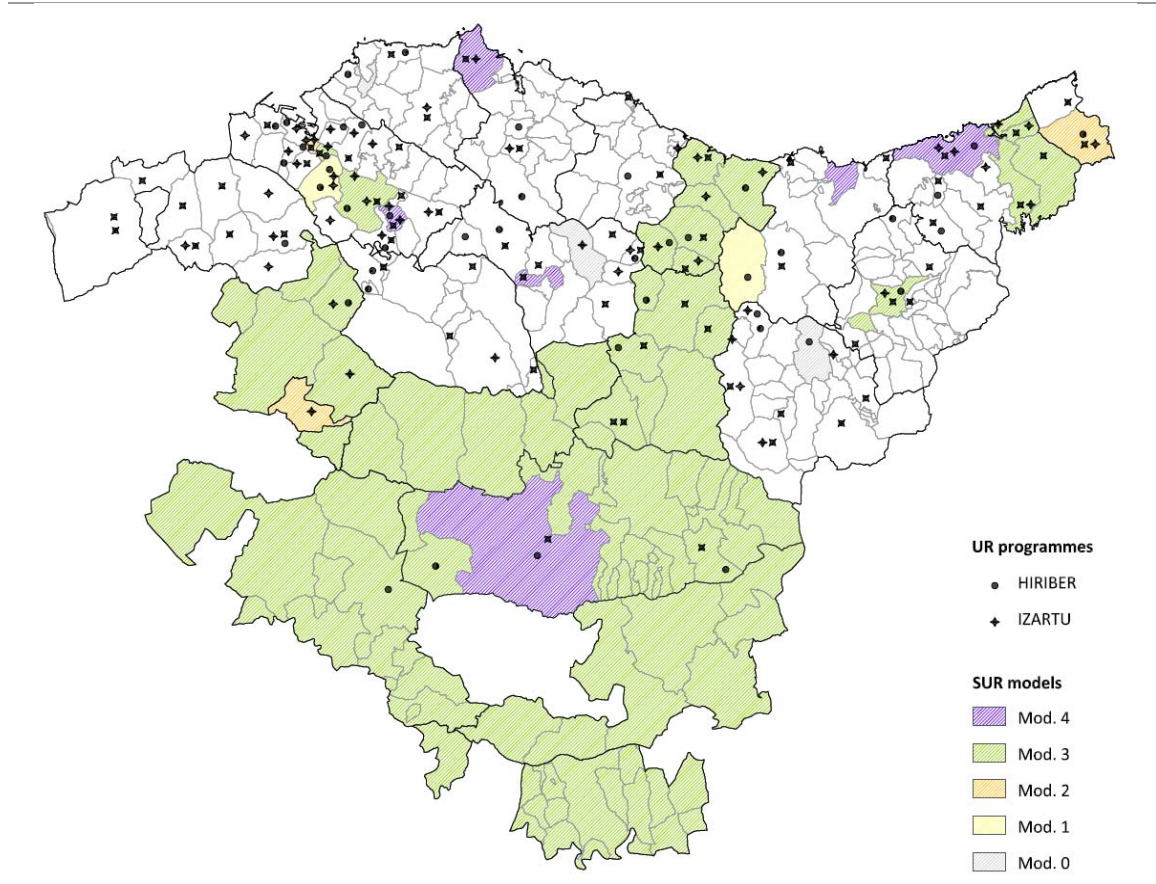 UR programmes
HIRIBER
IZARTU
SUR models
Mod. 4
Mod. 3
Mod. 2
Mod. 1
Mod. 0